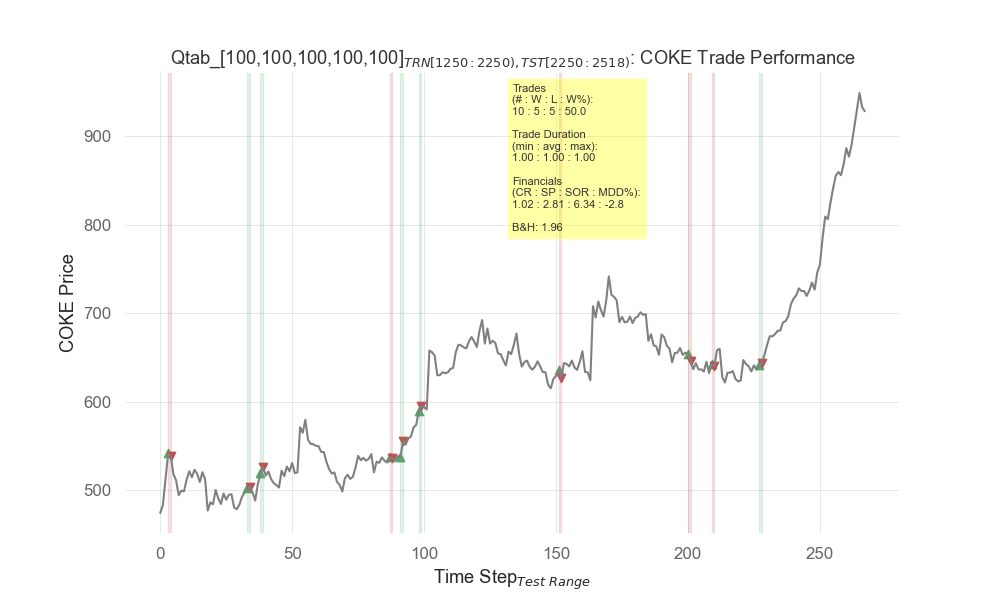 Qtab_[100,100,100,100,100]TRN[1250:2250),TST[2250:2518): COKE Trade Performance
Trades
(# : W : L : W%):
10 : 5 : 5 : 50.0
Trade Duration
(min : avg : max):
1.00 : 1.00 : 1.00
Financials
(CR : SP : SOR : MDD%):
1.02 : 2.81 : 6.34 : -2.8
B&H: 1.96
COKE Price
900
800
700
600
500
0
50
100
150
200
250
Time StepTest Range